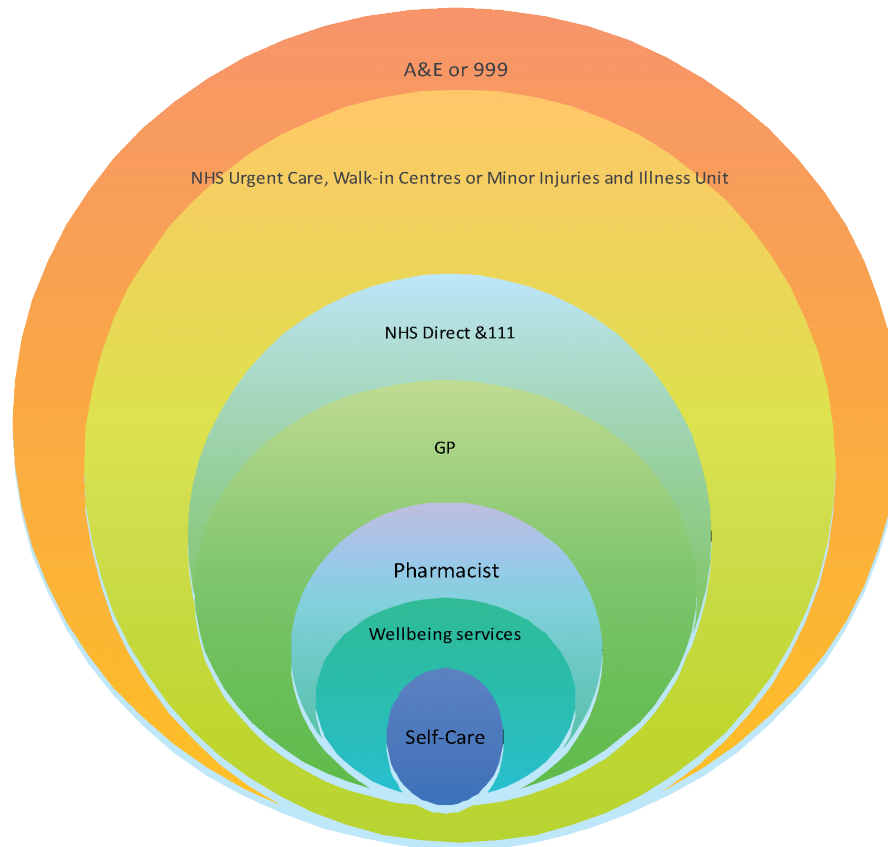 A&E or 999
NHS Urgent Care, Walk-in Centres or Minor Injuries and Illness Unit
NHS Direct &111
GP
Pharmacist
Wellbeing services
Self-Care